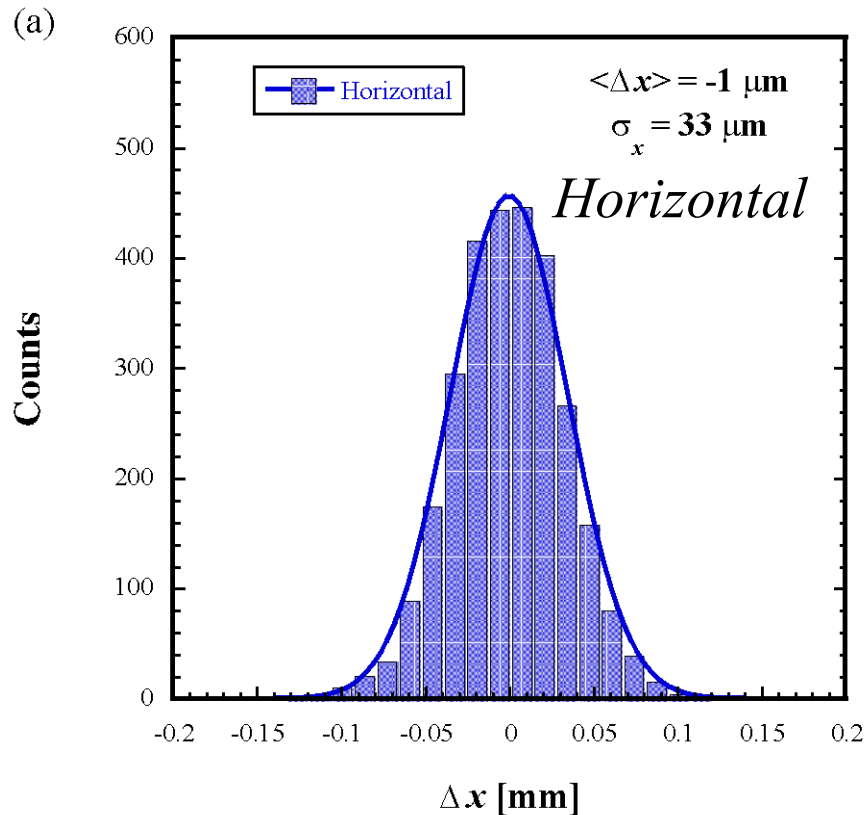 (a)
600
500
400
300
200
100
0
Horizontal
<Δx> = -1 μm
σx = 33 μm
Horizontal
Counts
-0.2 -0.15 -0.1 -0.05 0 0.05 0.1 0.15 0.2
Δx [mm]